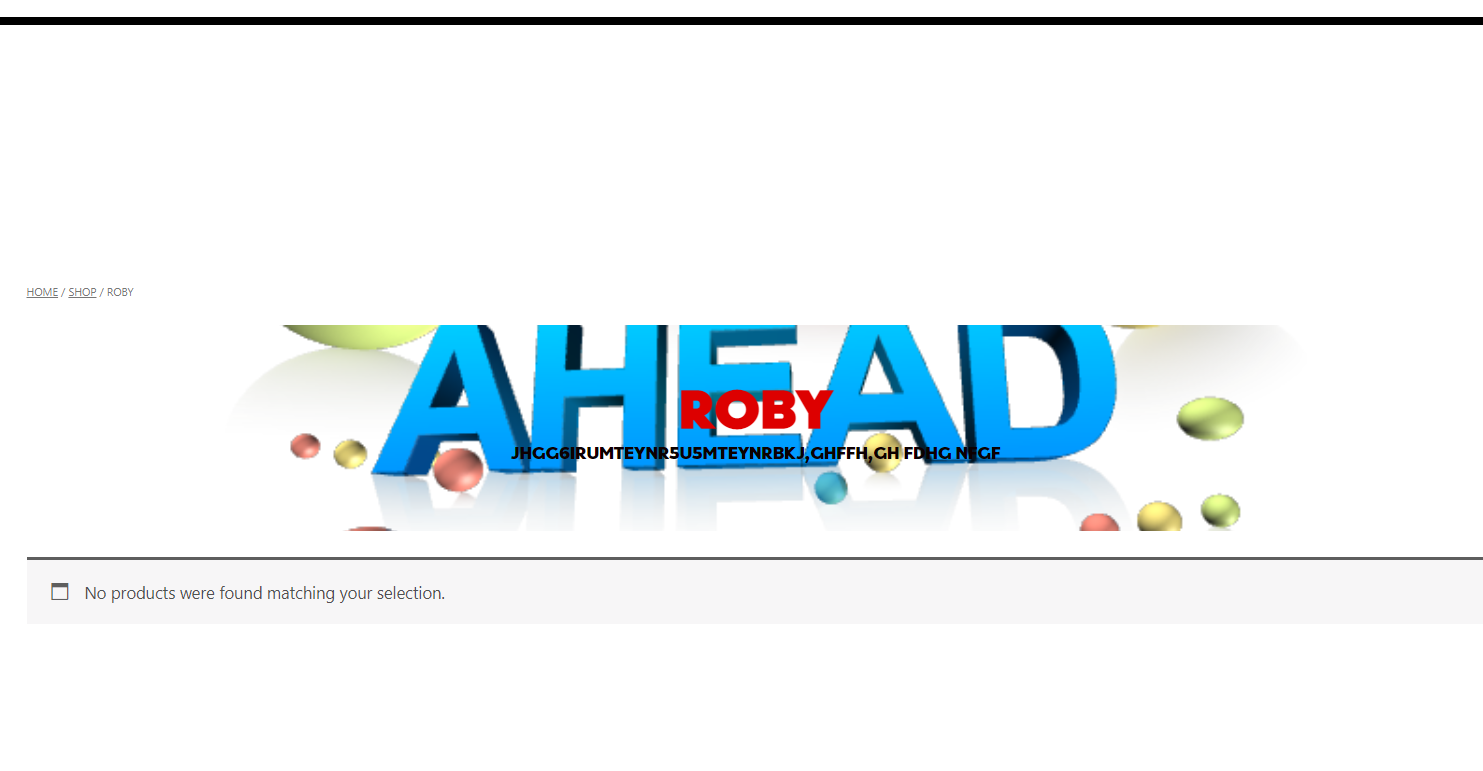 HOME / SHOP / ROBY
AHEAD
ROBY
JHGG6IRUMTEYNR5U5MTEYNRBKJ,GHFFH,GH FDHG NFGF
No products were found matching your selection.